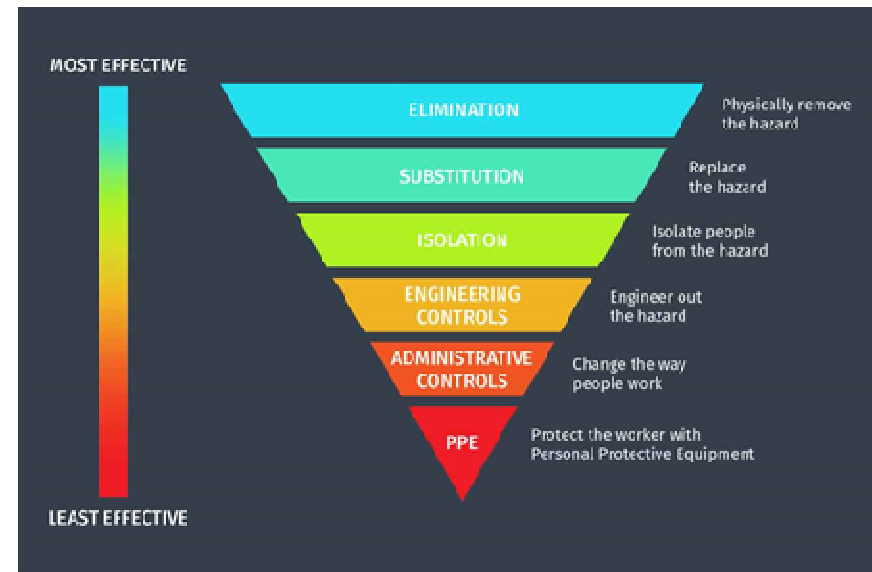 MOST EFFECTIVE
ELIMINATION
Physically remove
the hazard
SUBSTITUTION
Replace
the hazard
ISOLATION
Isolate people
from the hazard
ENGINEERING
CONTROLS
Engineer out
the hazard
ADMINISTRATIVE
CONTROLS
Change the way
people work
PPE
Protect the worker with
Personal Protective Equipment
LEAST EFFECTIVE